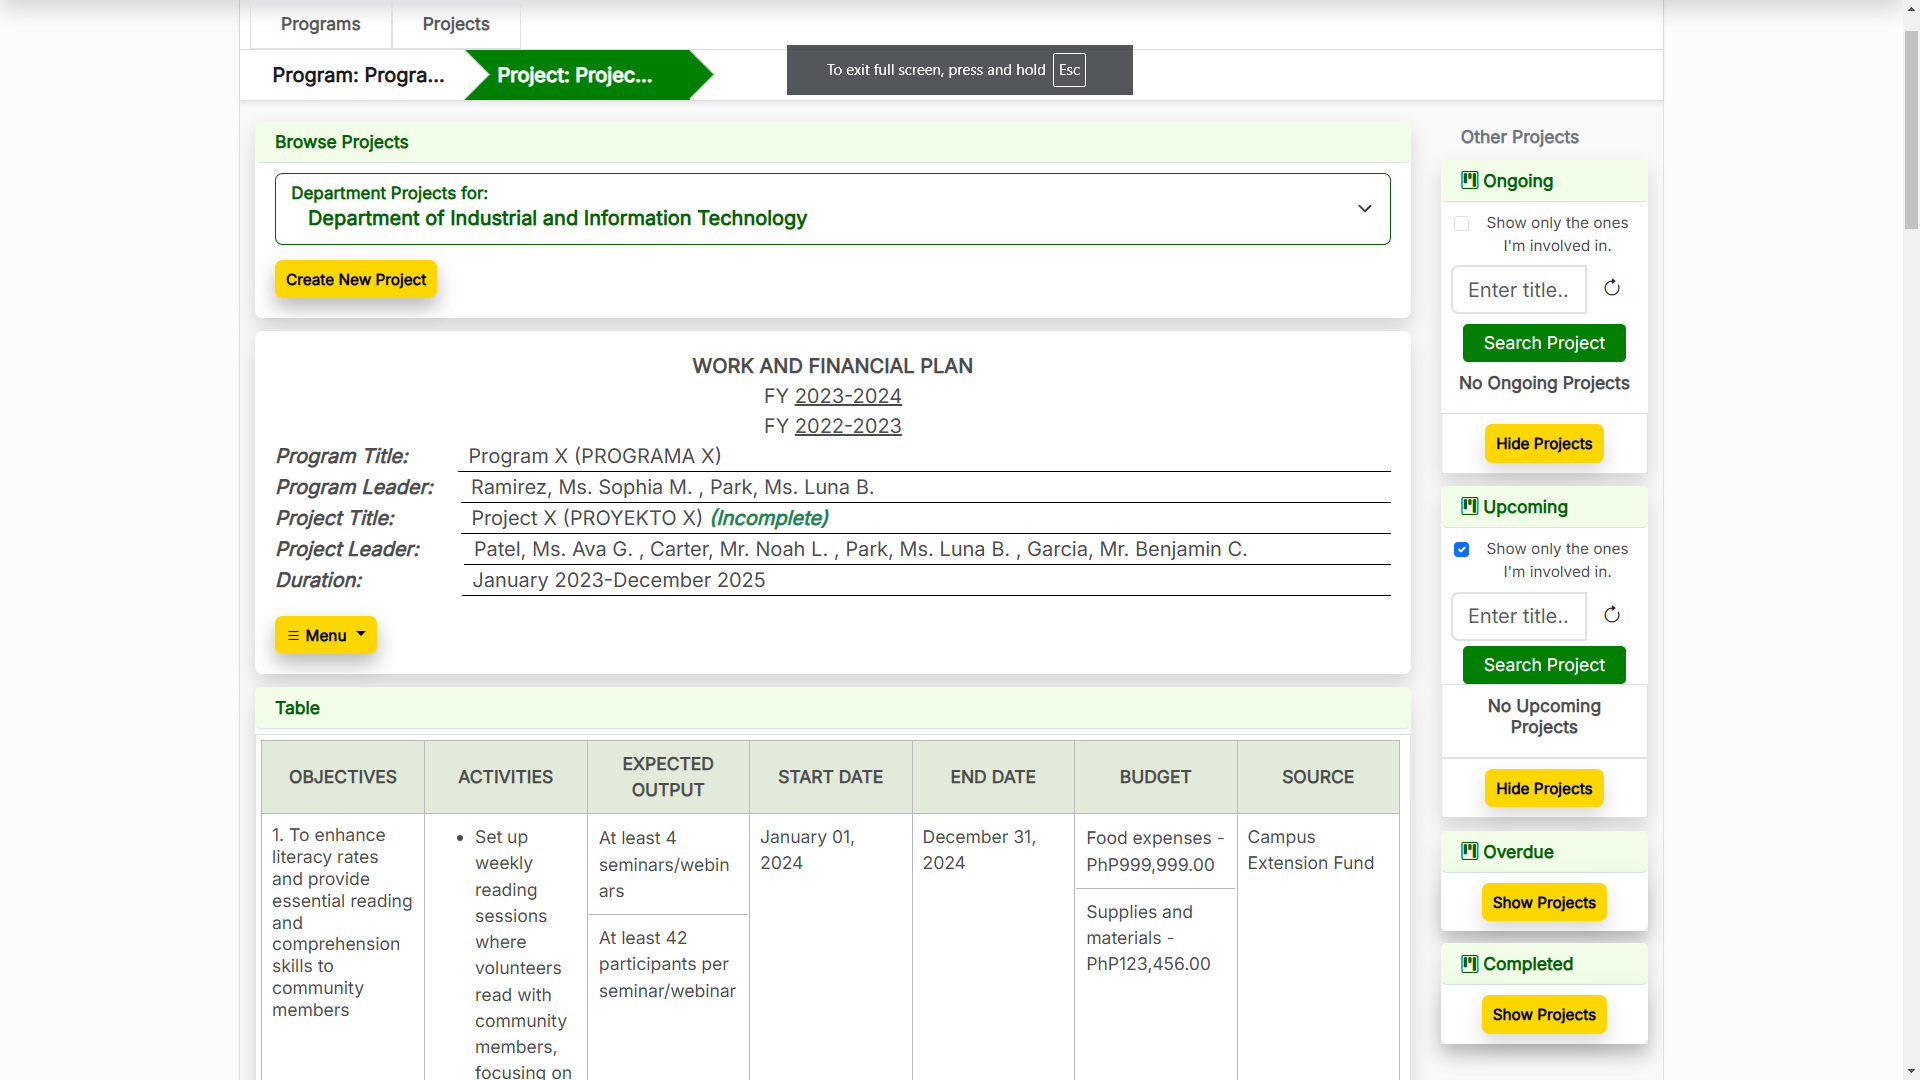 Programs
Projects
Program: Progra...
Project: Projec...
To exit full screen, press and hold Esc
Browse Projects
Department Projects for:
Department of Industrial and Information Technology
Create New Project
WORK AND FINANCIAL PLAN
FY 2023-2024
FY 2022-2023
Program Title: Program X (PROGRAMA X)
Program Leader: Ramirez, Ms. Sophia M. , Park, Ms. Luna B.
Project Title: Project X (PROYEKTO X) (Incomplete)
Project Leader: Patel, Ms. Ava G. , Carter, Mr. Noah L. , Park, Ms. Luna B. , Garcia, Mr. Benjamin C.
Duration: January 2023-December 2025
Menu
Table
OBJECTIVES
ACTIVITIES
EXPECTED
OUTPUT
START DATE
END DATE
BUDGET
SOURCE
1. To enhance
literacy rates
and provide
essential reading
and
comprehension
skills to
community
members
• Set up
weekly
reading
sessions
where
volunteers
read with
community
members,
focusing on
At least 4
seminars/webin
ars
At least 42
participants per
seminar/webinar
January 01,
2024
December 31,
2024
Food expenses -
PhP999,999.00
Supplies and
materials -
PhP123,456.00
Campus
Extension Fund
Other Projects
Ongoing
Show only the ones
I'm involved in.
Enter title..
Search Project
No Ongoing Projects
Hide Projects
Upcoming
Show only the ones
I'm involved in.
Enter title..
Search Project
No Upcoming
Projects
Hide Projects
Overdue
Show Projects
Completed
Show Projects